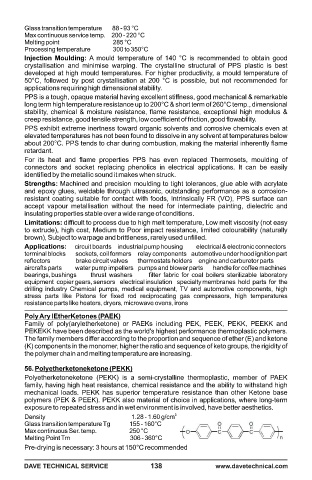 Glass transition temperature 88 - 93 °C
Max continuous service temp. 200 - 220 °C
Melting point 285 °C
Processing temperature 300 to 350°C
Injection Moulding: A mould temperature of 140 °C is recommended to obtain good
crystallisation and minimise warping. The crystalline structural of PPS plastic is best
developed at high mould temperatures. For higher productivity, a mould temperature of
50°C, followed by post crystallisation at 200 °C is possible, but not recommended for
applications requiring high dimensional stability.
PPS is a tough, opaque material having excellent stiffness, good mechanical & remarkable
long term high temperature resistance up to 200°C & short term of 260°C temp., dimensional
stability, chemical & moisture resistance, flame resistance, exceptional high modulus &
creep resistance, good tensile strength, low coefficient of friction, good flowability.
PPS exhibit extreme inertness toward organic solvents and corrosive chemicals even at
elevated temperatures has not been found to dissolve in any solvent at temperatures below
about 200°C. PPS tends to char during combustion, making the material inherently flame
retardant.
For its heat and flame properties PPS has even replaced Thermosets, moulding of
connectors and socket replacing phenolics in electrical applications. It can be easily
identified by the metallic sound it makes when struck.
Strengths: Machined and precision moulding to light tolerances, glue able with acrylate
and epoxy glues, weldable through ultrasonic, outstanding performance as a corrosion-
resistant coating suitable for contact with foods, Intrinsically FR (VO), PPS surface can
accept vapour metallisation without the need for intermediate painting, dielectric and
insulating properties stable over a wide range of conditions.
Limitations: difficult to process due to high melt temperature, Low melt viscosity (not easy
to extrude), high cost, Medium to Poor impact resistance, limited colourability (naturally
brown), Subject to warpage and brittleness, rarely used unfilled.
Applications: circuit boards industrial pump housing electrical & electronic connectors
terminal blocks sockets, coil formers relay components automotive under hood ignition part
reflectors brake circuit valves thermostats holders engine and carburetor parts
aircrafts parts water pump impellers pumps and blower parts handle for coffee machines
bearings, bushings thrust washers filter fabric for coal boilers sterilizable laboratory
equipment copier gears, sensors electrical insulation specialty membranes hold parts for the
drilling industry Chemical pumps, medical equipment, TV and automotive components, high
stress parts like Pistons for fixed rod reciprocating gas compressors, high temperatures
resistance parts like heaters, dryers, microwave ovens, irons
Poly Ary lEtherKetones (PAEK)
Family of poly(aryletherketone) or PAEKs including PEK, PEEK, PEKK, PEEKK and
PEKEKK have been described as the world's highest performance thermoplastic polymers.
The family members differ according to the proportion and sequence of ether (E) and ketone
(K) components in the monomer, higher the ratio and sequence of keto groups, the rigidity of
the polymer chain and melting temperature are increasing.
56. Polyetherketoneketone (PEKK)
Polyetherketoneketone (PEKK) is a semi-crystalline thermoplastic, member of PAEK
family, having high heat resistance, chemical resistance and the ability to withstand high
mechanical loads. PEKK has superior temperature resistance than other Ketone base
polymers (PEK & PEEK). PEKK also material of choice in applications, where long-term
exposure to repeated stress and in wet environment is involved, have better aesthetics.
Density 1.28 - 1.60 g/cm³
Glass transition temperature Tg 155 - 160°C
Max continuous Ser. temp. 250 °C
Melting Point Tm 306 - 360°C
O O
O C C
n
Pre-drying is necessary; 3 hours at 150°C recommended
DAVE TECHNICAL SERVICE 138 www.davetechnical.com